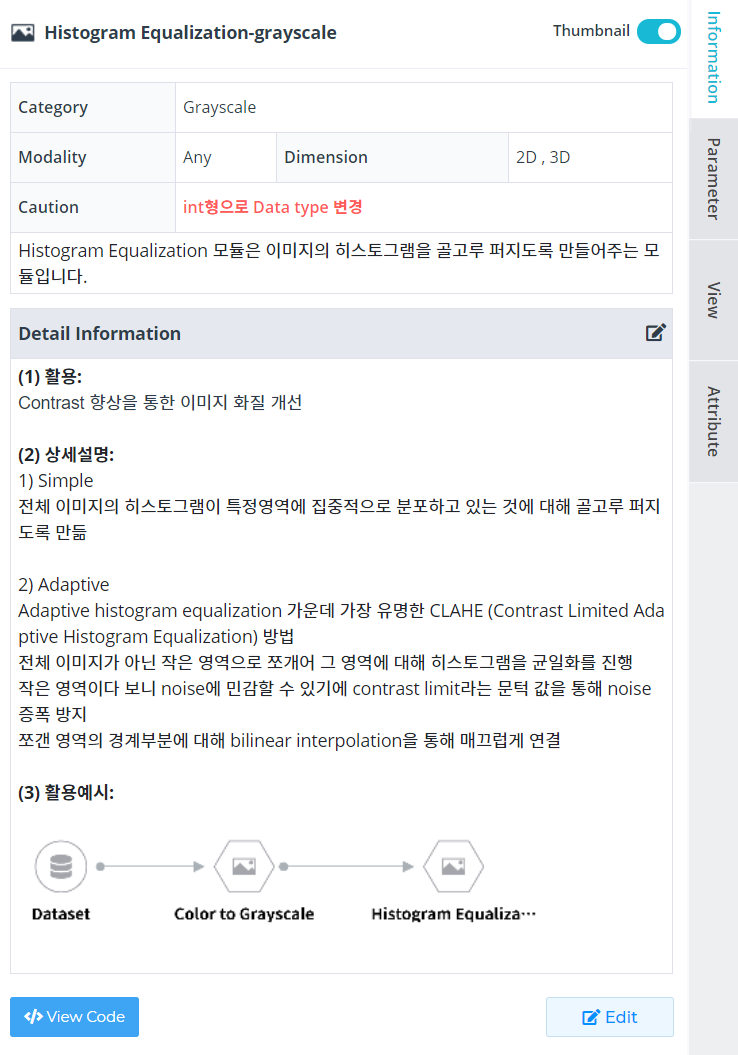 Histogram Equalization-grayscale
Thumbnail
Information
Parameter
View
Attribute
Category
Grayscale
Modality
Any
Dimension
2D , 3D
Caution
int형으로 Data type 변경
Histogram Equalization 모듈은 이미지의 히스토그램을 골고루 퍼지도록 만들어주는 모
듈입니다.
Detail Information
(1) 활용:
Contrast 향상을 통한 이미지 화질 개선
(2) 상세설명:
1) Simple
전체 이미지의 히스토그램이 특정영역에 집중적으로 분포하고 있는 것에 대해 골고루 퍼지
도록 만듦
2) Adaptive
Adaptive histogram equalization 가운데 가장 유명한 CLAHE (Contrast Limited Ada
ptive Histogram Equalization) 방법
전체 이미지가 아닌 작은 영역으로 쪼개어 그 영역에 대해 히스토그램을 균일화를 진행
작은 영역이다 보니 noise에 민감할 수 있기에 contrast limit라는 문턱 값을 통해 noise
증폭 방지
쪼갠 영역의 경계부분에 대해 bilinear interpolation을 통해 매끄럽게 연결
(3) 활용예시:
Dataset
Color to Grayscale
Histogram Equaliza…
</> View Code
Edit